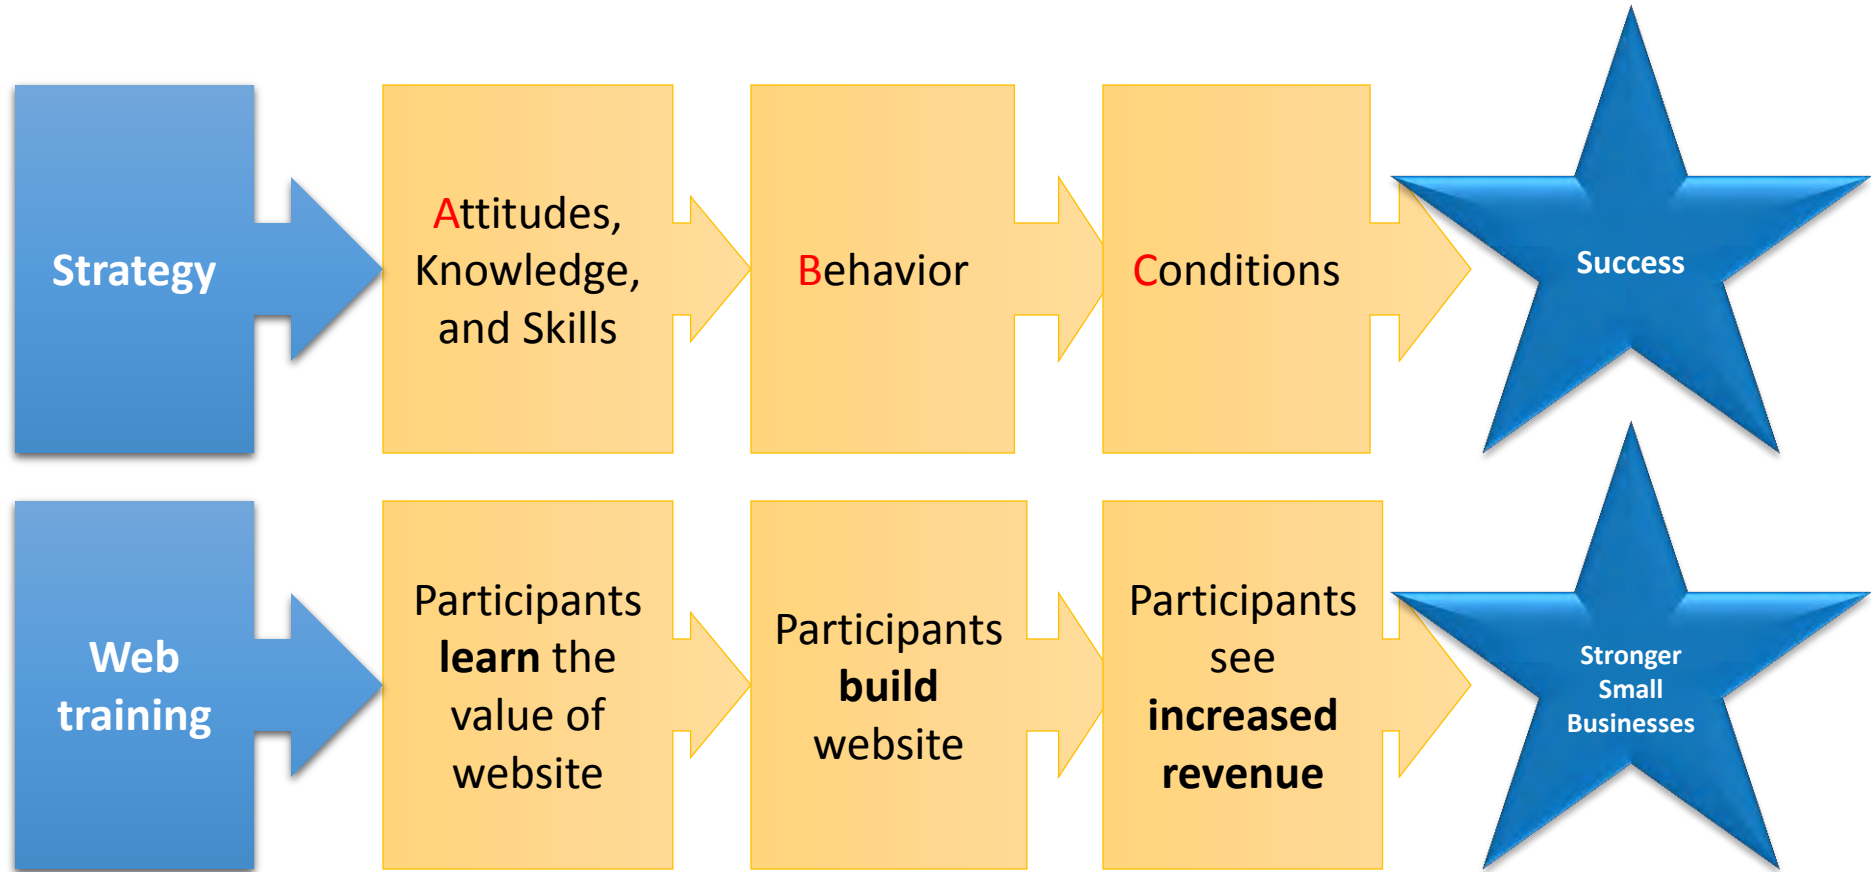 Strategy
Attitudes,
Knowledge,
and Skills
Behavior
Conditions
Success
Web
training
Participants
learn the
value of
website
Participants
build
website
Participants
see
increased
revenue
Stronger
Small
Businesses